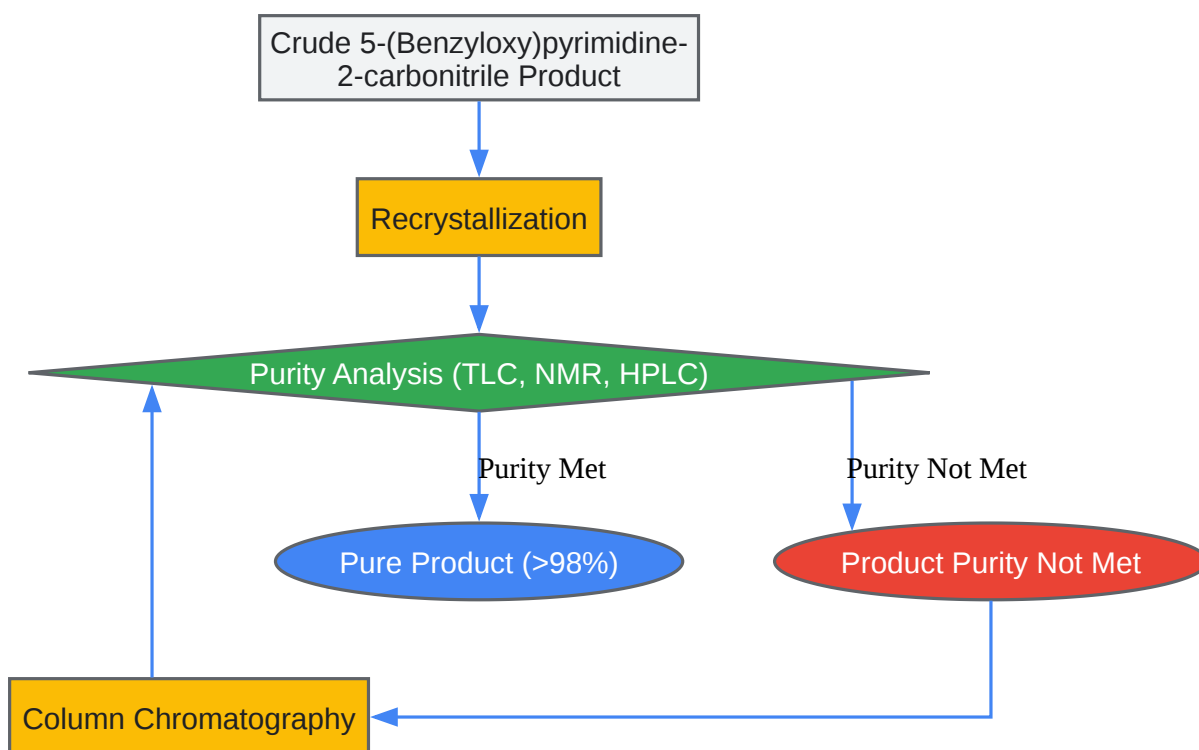 Crude 5-(Benzyloxy)pyrimidine-
2-carbonitrile Product
Recrystallization
Purity Analysis (TLC, NMR, HPLC)
Purity Met
Purity Not Met
Pure Product (>98%)
Product Purity Not Met
Column Chromatography